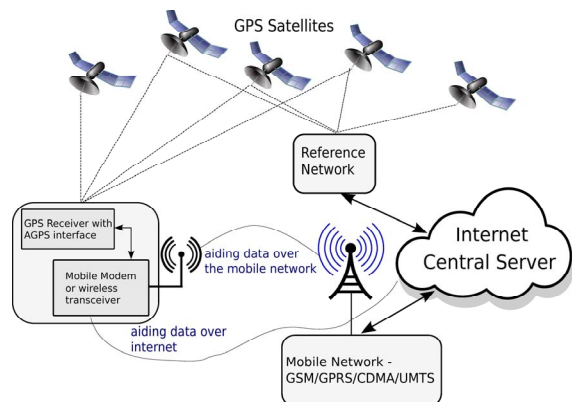 GPS Satellites
Reference
Network
GPS Receiver with
AGPS interface
Mobile Modem
or wireless
transceiver
aiding data over
the mobile network
Internet
Central Server
aiding data over
internet
Mobile Network -
GSM/GPRS/CDMA/UMTS